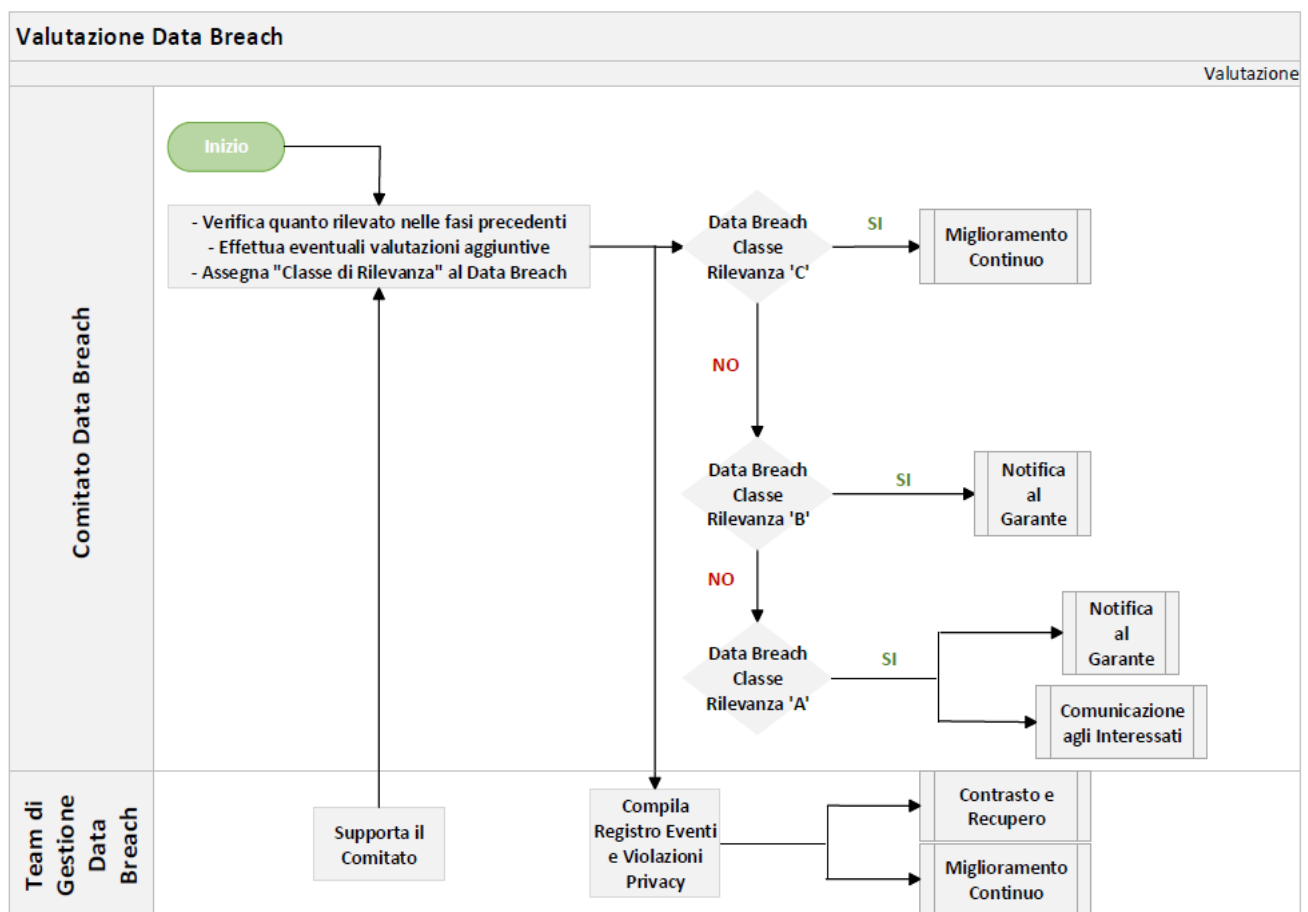 Valutazione Data Breach
Valutazione
Comitato Data Breach
Inizio
- Verifica quanto rilevato nelle fasi precedenti
- Effettua eventuali valutazioni aggiuntive
- Assegna "Classe di Rilevanza" al Data Breach
Data Breach
Classe
Rilevanza 'C'
SI
Miglioramento
Continuo
NO
Data Breach
Classe
Rilevanza 'B'
SI
Notifica
al
Garante
NO
Data Breach
Classe
Rilevanza 'A'
SI
Notifica
al
Garante
Comunicazione
agli Interessati
Team di
Gestione
Data
Breach
Supporta il
Comitato
Compila
Registro Eventi
e Violazioni
Privacy
Contrasto e
Recupero
Miglioramento
Continuo